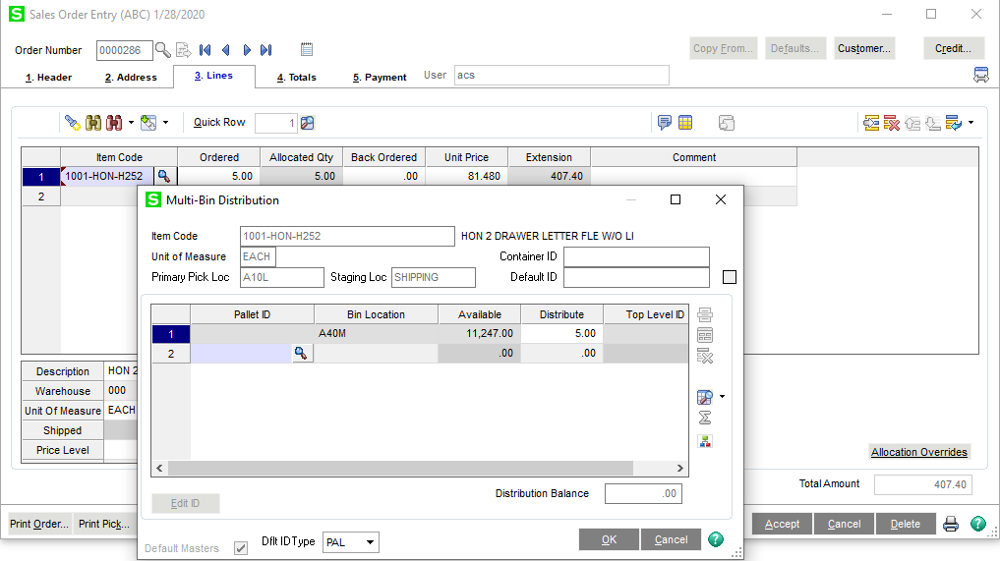 S Sales Order Entry (ABC) 1/28/2020
Order Number 0000286 Copy From... Defaults... Customer... Credit...
1. Header 2. Address 3. Lines 4. Totals 5. Payment User acs
Quick Row 1
Item Code Ordered Allocated Qty Back Ordered Unit Price Extension Comment
1 1001-HON-H252 5.00 5.00 .00 81.480 407.40
2
S Multi-Bin Distribution
Item Code 1001-HON-H252 HON 2 DRAWER LETTER FLE W/O LI
Unit of Measure EACH Container ID
Primary Pick Loc A10L Staging Loc SHIPPING Default ID
Pallet ID Bin Location Available Distribute Top Level ID
1 A40M 11,247.00 5.00
2 .00 .00
Description HON 2
Warehouse 000
Unit Of Measure EACH
Shipped
Price Level
Allocation Overrides
Distribution Balance .00
Edit ID
Total Amount 407.40
Print Order... Print Pick... Accept Cancel Delete
Default Masters Dflt IDType PAL OK Cancel